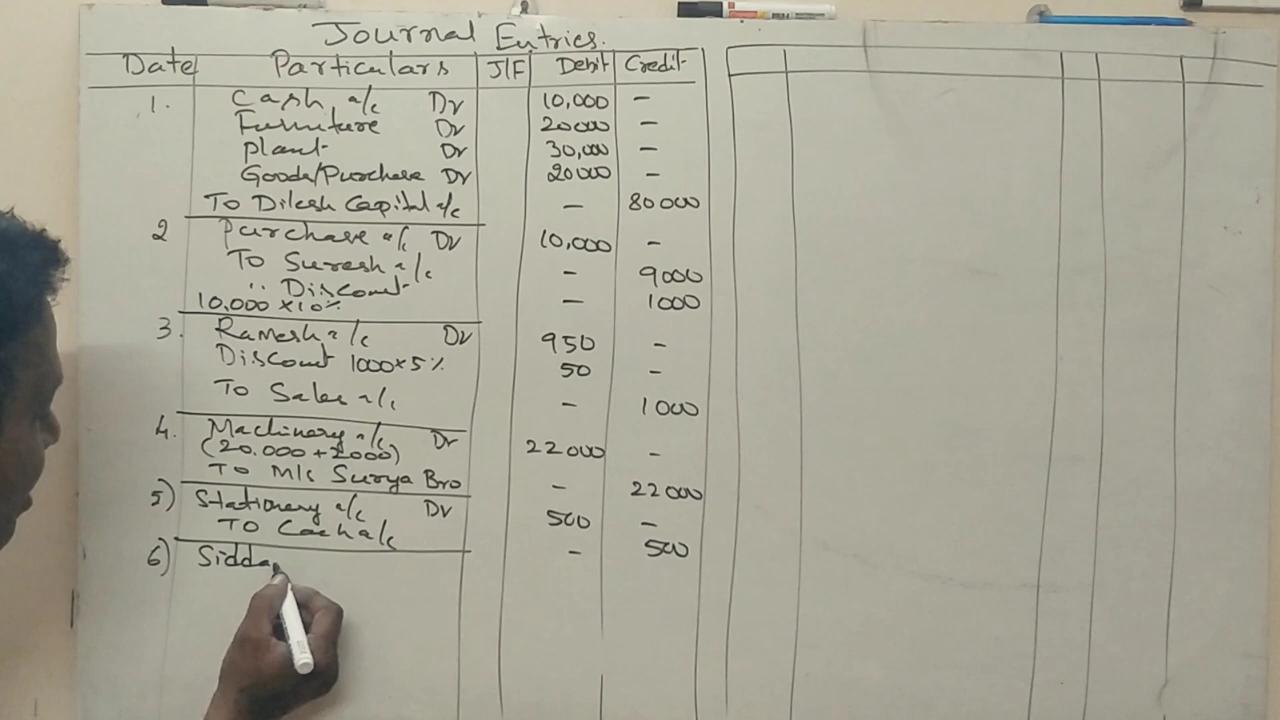 Journal Entries.
Date Particulars J/F Debit Credit
1. Cash a/c Dr 10,000 -
Furniture Dr 20000 -
Plant Dr 30,000 -
Goods/Purchase Dr 20000 -
To Dilesh Capital a/c - 80000
2 Purchase a/c Dr 10,000 -
To Suresh a/c - 9000
" Discount - 1000
10.000 x10%
3. Ramesh a/c Dr 950 -
Discount 1000x5% 50 -
To Sales a/c - 1000
4. Machinery a/c Dr 22000 -
(20.000 + 2000)
To M/s Surya Bro - 22000
5) Stationery a/c Dr 500 -
TO Cash a/c - 500
6) Sidda